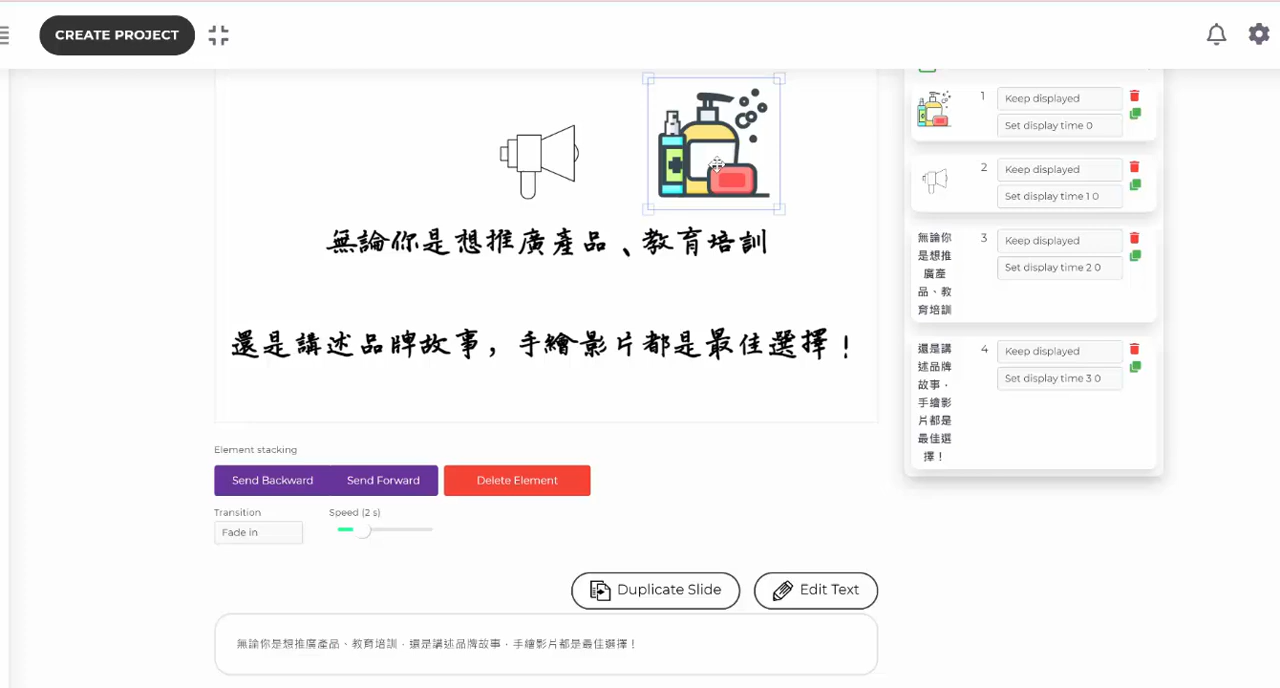 CREATE PROJECT
無論你是想推廣產品、教育培訓
還是講述品牌故事，手繪影片都是最佳選擇！
Element stacking
Send Backward
Send Forward
Delete Element
Transition
Speed (2 s)
Fade in
Duplicate Slide
Edit Text
無論你是想推廣產品、教育培訓，還是講述品牌故事，手繪影片都是最佳選擇！
1
Keep displayed
Set display time 0
2
Keep displayed
Set display time 1 0
無論你
是想推
廣產
品、教
育培訓
3
Keep displayed
Set display time 2 0
還是講
述品牌
故事，
手繪影
片都是
最佳選
擇！
4
Keep displayed
Set display time 3 0